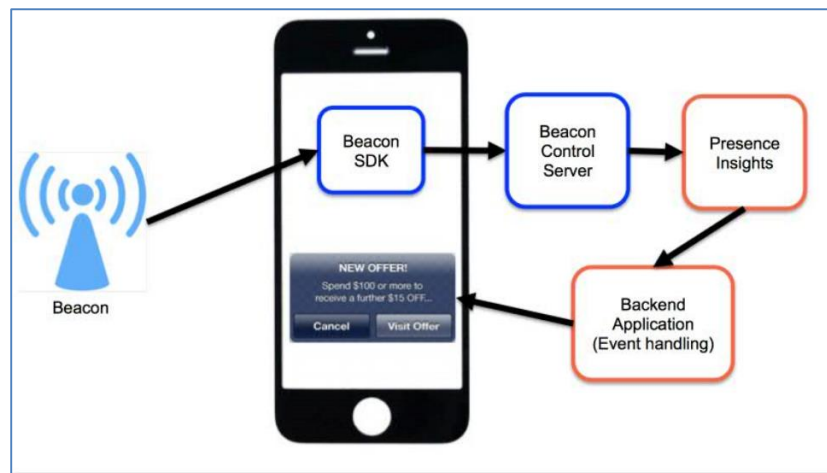 Beacon
Beacon
SDK
Beacon
Control
Server
Presence
Insights
NEW OFFER!
Spend $100 or more to
receive a further $15 OFF...
Cancel
Visit Offer
Backend
Application
(Event handling)